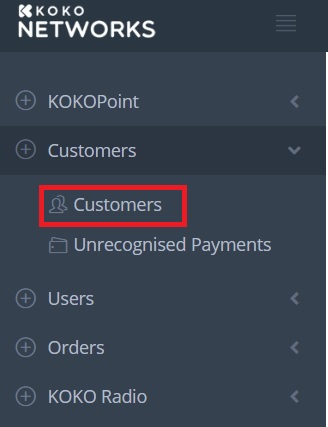 KOKO
NETWORKS
KOKOPoint
Customers
Customers
Unrecognised Payments
Users
Orders
KOKO Radio